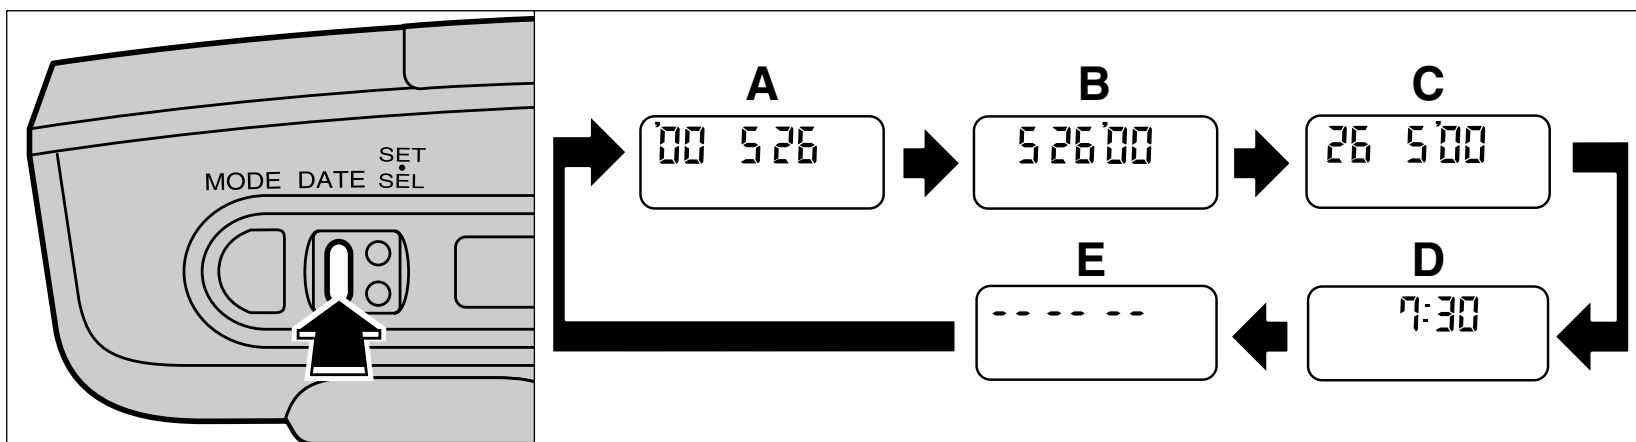 SET
MODE DATE SEL
A
'00 5 26
B
5 26'00
C
26 5'00
E
-- -- --
D
7:30